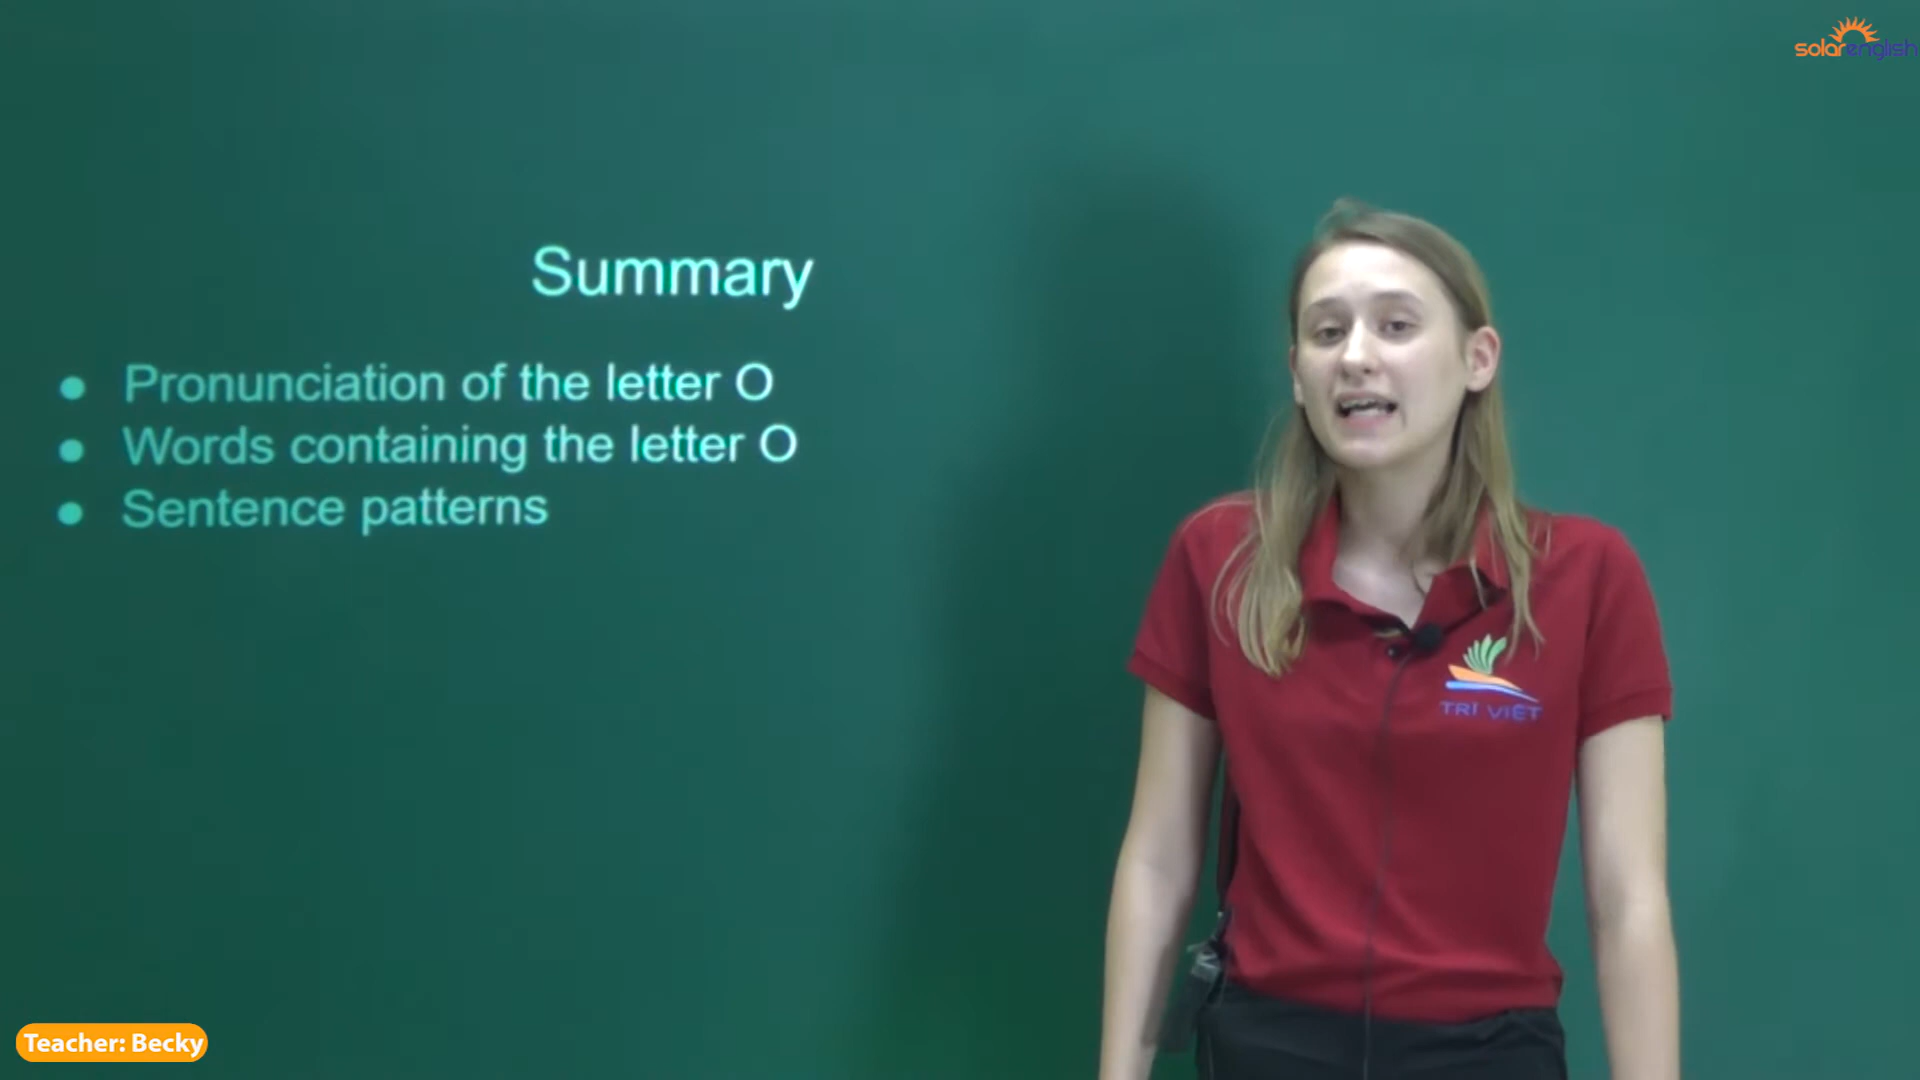 solarenglish
Summary
Pronunciation of the letter O
Words containing the letter O
Sentence patterns
TRI VIET
Teacher: Becky